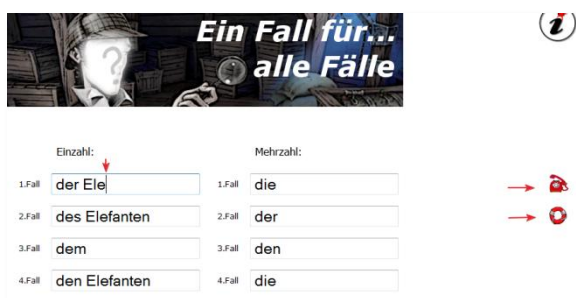 Ein Fall für...
alle Fälle
Einzahl: Mehrzahl:
1.Fall der Ele 1.Fall die
2.Fall des Elefanten 2.Fall der
3.Fall dem 3.Fall den
4.Fall den Elefanten 4.Fall die